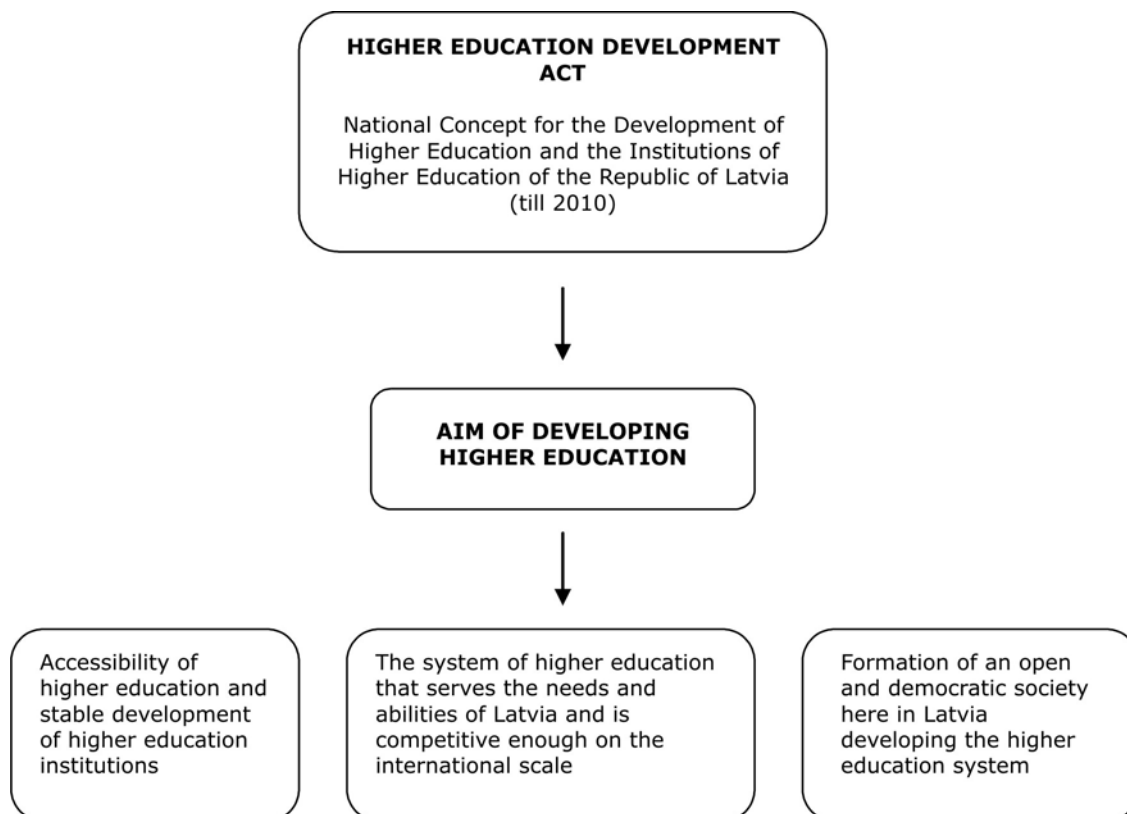 HIGHER EDUCATION DEVELOPMENT
ACT
National Concept for the Development of
Higher Education and the Institutions of
Higher Education of the Republic of Latvia
(till 2010)
AIM OF DEVELOPING
HIGHER EDUCATION
Accessibility of
higher education and
stable development
of higher education
institutions
The system of higher education
that serves the needs and
abilities of Latvia and is
competitive enough on the
international scale
Formation of an open
and democratic society
here in Latvia
developing the higher
education system